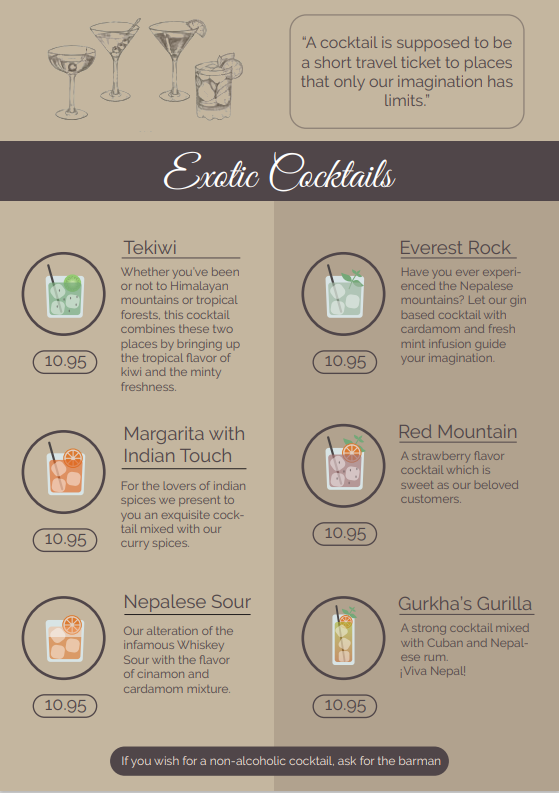 “A cocktail is supposed to be
a short travel ticket to places
that only our imagination has
limits.”
Exotic Cocktails
Tekiwi
Whether you’ve been
or not to Himalayan
mountains or tropical
forests, this cocktail
combines these two
places by bringing up
the tropical flavor of
kiwi and the minty
freshness.
10.95
Margarita with
Indian Touch
For the lovers of indian
spices we present to
you an exquisite cock-
tail mixed with our
curry spices.
10.95
Nepalese Sour
Our alteration of the
infamous Whiskey
Sour with the flavor
of cinamon and
cardamom mixture.
10.95
Everest Rock
Have you ever experi-
enced the Nepalese
mountains? Let our gin
based cocktail with
cardamom and fresh
mint infusion guide
your imagination.
10.95
Red Mountain
A strawberry flavor
cocktail which is
sweet as our beloved
customers.
10.95
Gurkha’s Gurilla
A strong cocktail mixed
with Cuban and Nepal-
ese rum.
¡Viva Nepal!
10.95
If you wish for a non-alcoholic cocktail, ask for the barman